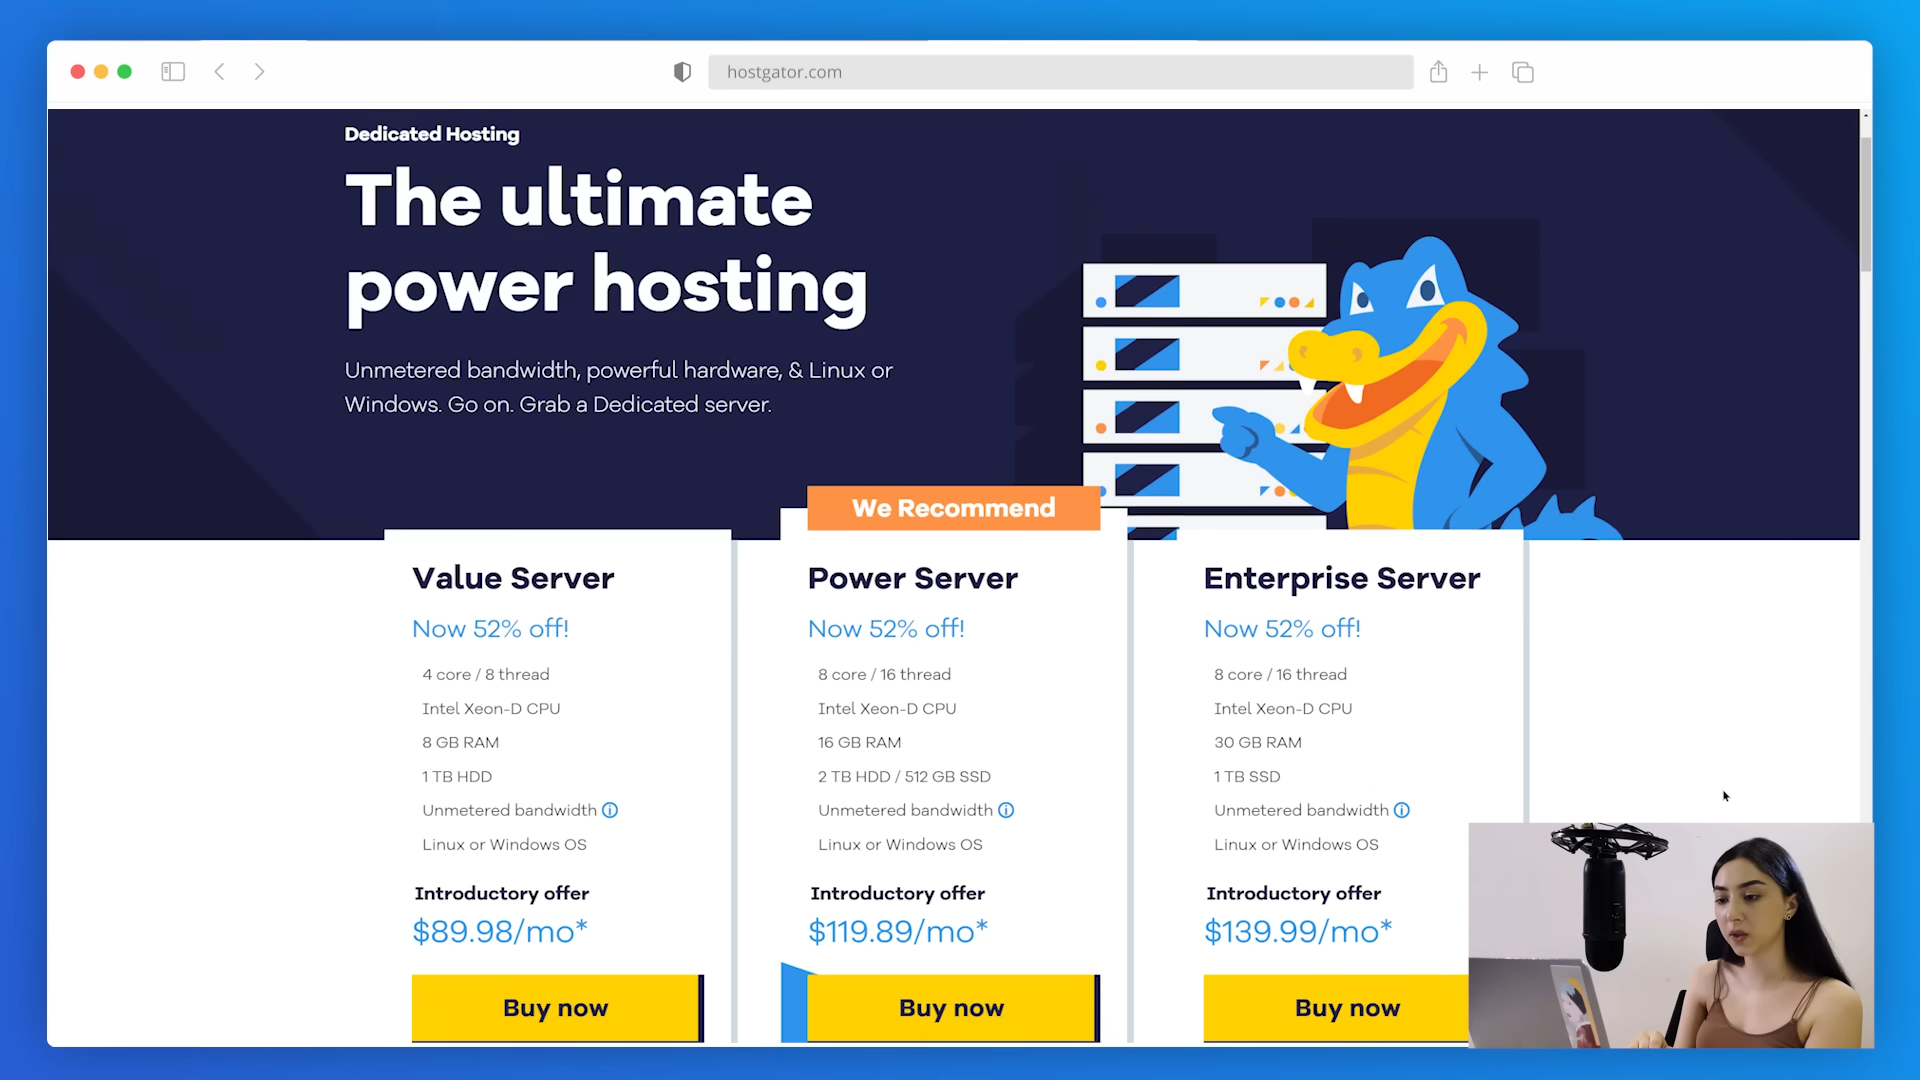 hostgator.com
Dedicated Hosting
The ultimate
power hosting
Unmetered bandwidth, powerful hardware, & Linux or
Windows. Go on. Grab a Dedicated server.
We Recommend
Value Server
Now 52% off!
4 core / 8 thread
Intel Xeon-D CPU
8 GB RAM
1 TB HDD
Unmetered bandwidth
Linux or Windows OS
Introductory offer
$89.98/mo*
Buy now
Power Server
Now 52% off!
8 core / 16 thread
Intel Xeon-D CPU
16 GB RAM
2 TB HDD / 512 GB SSD
Unmetered bandwidth
Linux or Windows OS
Introductory offer
$119.89/mo*
Buy now
Enterprise Server
Now 52% off!
8 core / 16 thread
Intel Xeon-D CPU
30 GB RAM
1 TB SSD
Unmetered bandwidth
Linux or Windows OS
Introductory offer
$139.99/mo*
Buy now